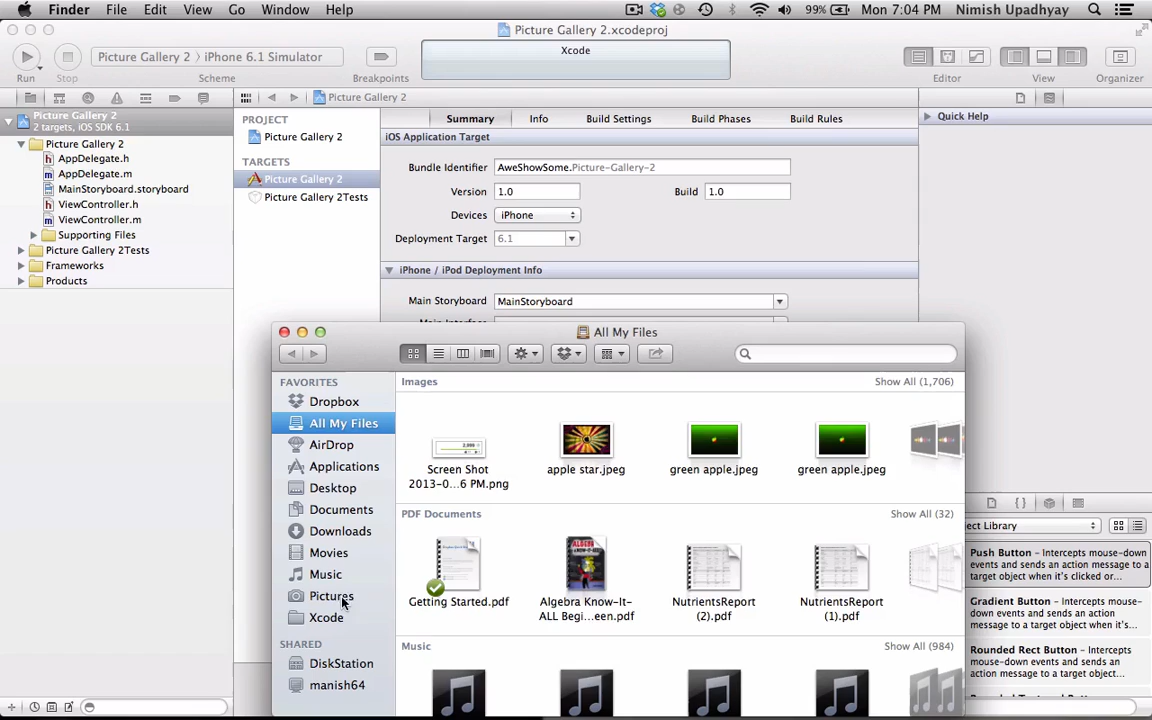 Finder File Edit View Go Window Help 99% Mon 7:04 PM Nimish Upadhyay
Picture Gallery 2.xcodeproj
Picture Gallery 2 iPhone 6.1 Simulator
Xcode
Run Stop Scheme Breakpoints Editor View Organizer
Picture Gallery 2
Picture Gallery 2
2 targets, iOS SDK 6.1
Picture Gallery 2
AppDelegate.h
AppDelegate.m
MainStoryboard.storyboard
ViewController.h
ViewController.m
Supporting Files
Picture Gallery 2Tests
Frameworks
Products
PROJECT
Picture Gallery 2
TARGETS
Picture Gallery 2
Picture Gallery 2Tests
Summary Info Build Settings Build Phases Build Rules
iOS Application Target
Bundle Identifier AweShowSome.Picture-Gallery-2
Version 1.0 Build 1.0
Devices iPhone
Deployment Target 6.1
iPhone / iPod Deployment Info
Main Storyboard MainStoryboard
Quick Help
All My Files
FAVORITES
Dropbox
All My Files
AirDrop
Applications
Desktop
Documents
Downloads
Movies
Music
Pictures
Xcode
SHARED
DiskStation
manish64
Images Show All (1,706)
Screen Shot
2013-0...6 PM.png
apple star.jpeg
green apple.jpeg
green apple.jpeg
PDF Documents Show All (32)
Getting Started.pdf
Algebra Know-It-
ALL Begi...een.pdf
NutrientsReport
(2).pdf
NutrientsReport
(1).pdf
Music Show All (984)
ect Library
Push Button – Intercepts mouse-
down events and sends an action
message to a target object when
it's clicked or...
Gradient Button – Intercepts
mouse-down events and sends an
action message to a target object...
Rounded Rect Button – Intercepts
mouse-down events and sends an
action message to a target object...